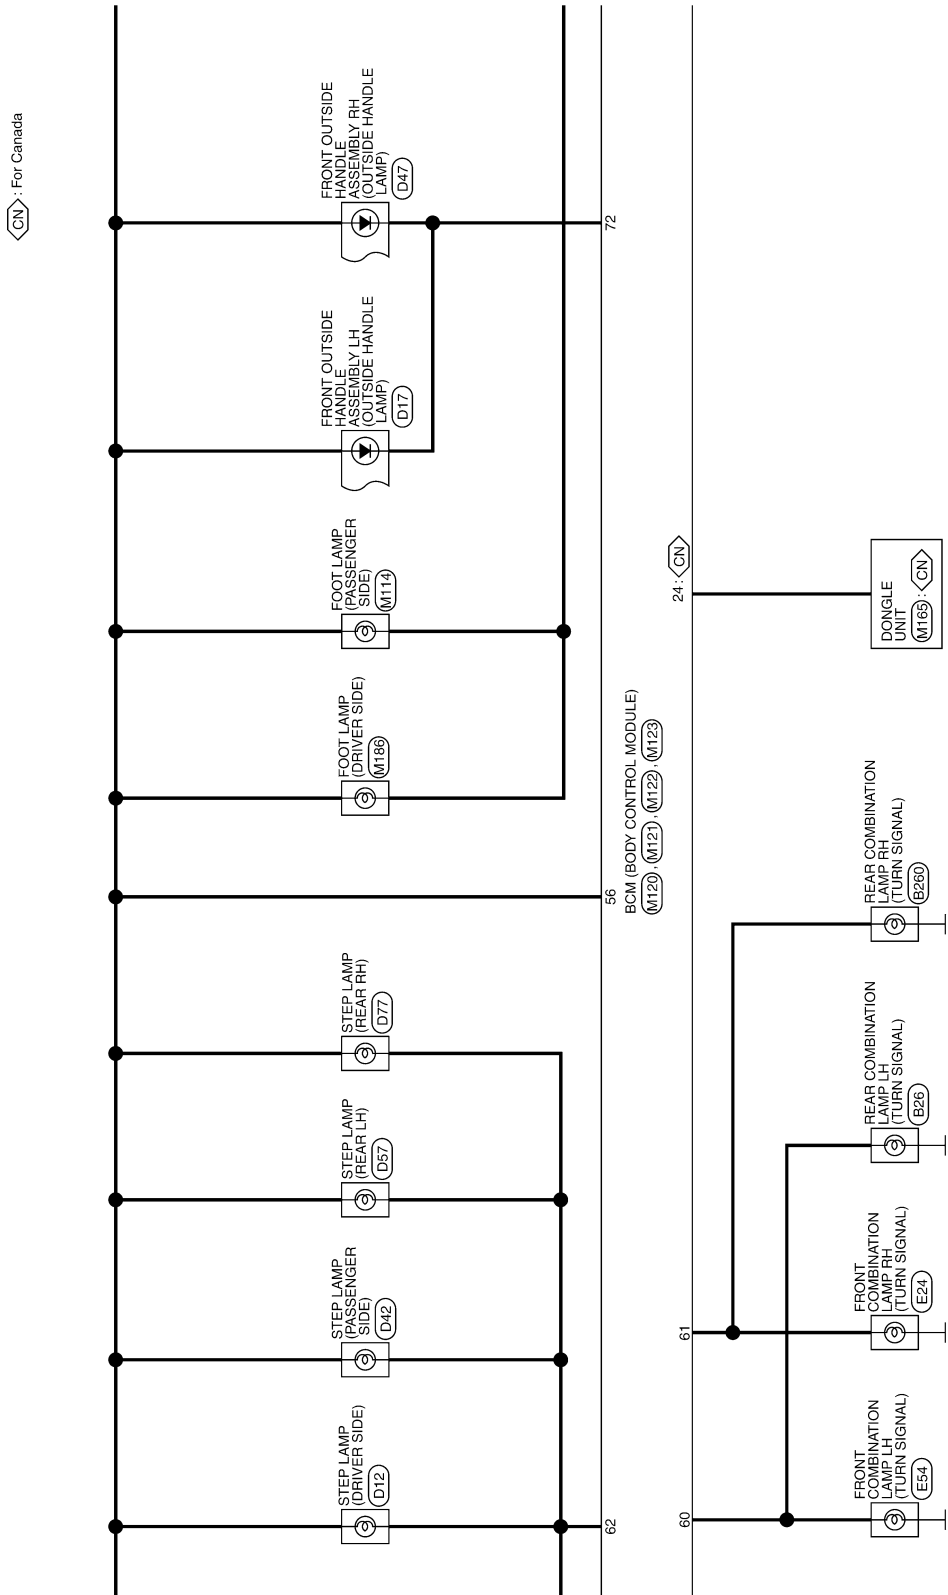 CN : For Canada
STEP LAMP
(DRIVER SIDE)
D12
STEP LAMP
(PASSENGER
SIDE)
D42
STEP LAMP
(REAR LH)
D57
STEP LAMP
(REAR RH)
D77
FOOT LAMP
(DRIVER SIDE)
M186
FOOT LAMP
(PASSENGER
SIDE)
M114
FRONT OUTSIDE
HANDLE
ASSEMBLY LH
(OUTSIDE HANDLE
LAMP)
D17
FRONT OUTSIDE
HANDLE
ASSEMBLY RH
(OUTSIDE HANDLE
LAMP)
D47
62
56
72
BCM (BODY CONTROL MODULE)
M120 , M121 , M122 , M123
60
61
24 : CN
FRONT
COMBINATION
LAMP LH
(TURN SIGNAL)
E54
FRONT
COMBINATION
LAMP RH
(TURN SIGNAL)
E24
REAR COMBINATION
LAMP LH
(TURN SIGNAL)
B26
REAR COMBINATION
LAMP RH
(TURN SIGNAL)
B260
DONGLE
UNIT
M165 : CN